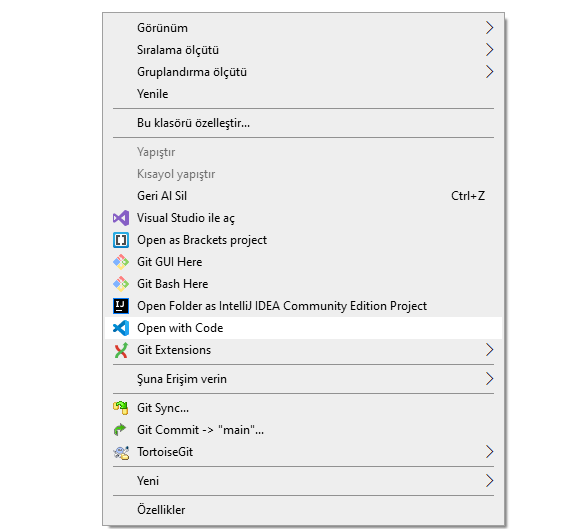 Görünüm
Sıralama ölçütü
Gruplandırma ölçütü
Yenile
Bu klasörü özelleştir...
Yapıştır
Kısayol yapıştır
Geri Al Sil Ctrl+Z
Visual Studio ile aç
Open as Brackets project
Git GUI Here
Git Bash Here
Open Folder as IntelliJ IDEA Community Edition Project
Open with Code
Git Extensions
Şuna Erişim verin
Git Sync...
Git Commit -> "main"...
TortoiseGit
Yeni
Özellikler